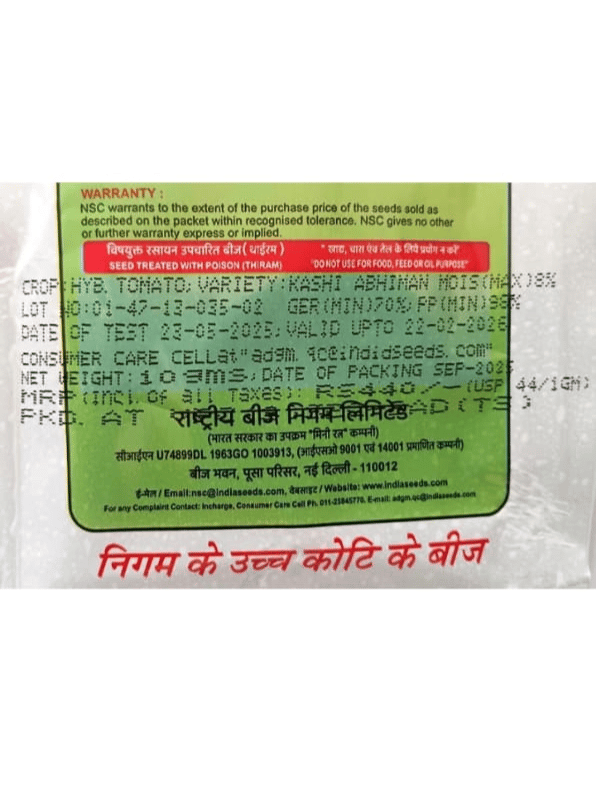 WARRANTY :
NSC warrants to the extent of the purchase price of the seeds sold as
described on the packet within recognised tolerance. NSC gives no other
or further warranty express or implied.
विषयुक्त रसायन उपचारित बीज( थाईरम ) " खाद्य, चारा एंव तेल के लिये प्रयोग न करें"
SEED TREATED WITH POISON (THIRAM) "DO NOT USE FOR FOOD, FEED OR OIL PURPOSE"
CROP:HYB. TOMATO; VARIETY:KASHI ABHIMAN MOIS(MAX)8%
LOT NO:01-47-13-035-02 GER(MIN)70%; PP(MIN)98%
DATE OF TEST 23-05-2025; VALID UPTO 22-02-2026
CONSUMER CARE CELLat"adgm. qc@indidseeds. com"
NET WEIGHT:10 gms; DATE OF PACKING SEP-2025
MRP(Incl.of all Taxes): RS440/-(USP 44/1GM)
PKD. AT AD(TS)
राष्ट्रीय बीज निगम लिमिटेड
(भारत सरकार का उपक्रम "मिनी रत्न" कम्पनी)
सीआईएन U74899DL 1963GO 1003913, (आईएसओ 9001 एवं 14001 प्रमाणित कम्पनी)
बीज भवन, पूसा परिसर, नई दिल्ली - 110012
ई-मेल / Email:nsc@indiaseeds.com, वेबसाइट / Website: www.indiaseeds.com
For any Complaint Contact: Incharge, Consumer Care Cell Ph. 011-25845770, E-mail: adgm.qc@indiaseeds.com
निगम के उच्च कोटि के बीज